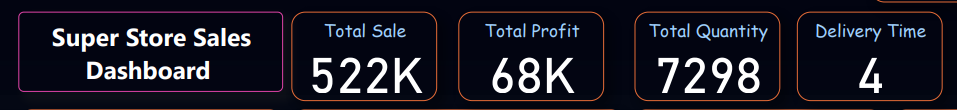 Super Store Sales
Dashboard
Total Sale
522K
Total Profit
68K
Total Quantity
7298
Delivery Time
4